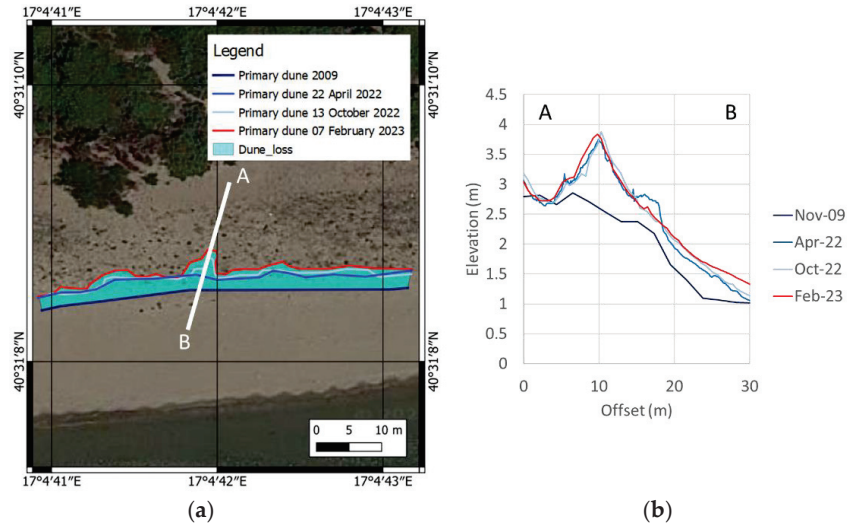 17°4'41"E
17°4'42"E
17°4'43"E
40°31'10"N
40°31'10"N
40°31'8"N
40°31'8"N
Legend
Primary dune 2009
Primary dune 22 April 2022
Primary dune 13 October 2022
Primary dune 07 February 2023
Dune_loss
A
B
0 5 10 m
17°4'41"E
17°4'42"E
17°4'43"E
(a)
A
B
4.5
4
3.5
3
2.5
2
1.5
1
0.5
0
0
10
20
30
Elevation (m)
Offset (m)
Nov-09
Apr-22
Oct-22
Feb-23
(b)